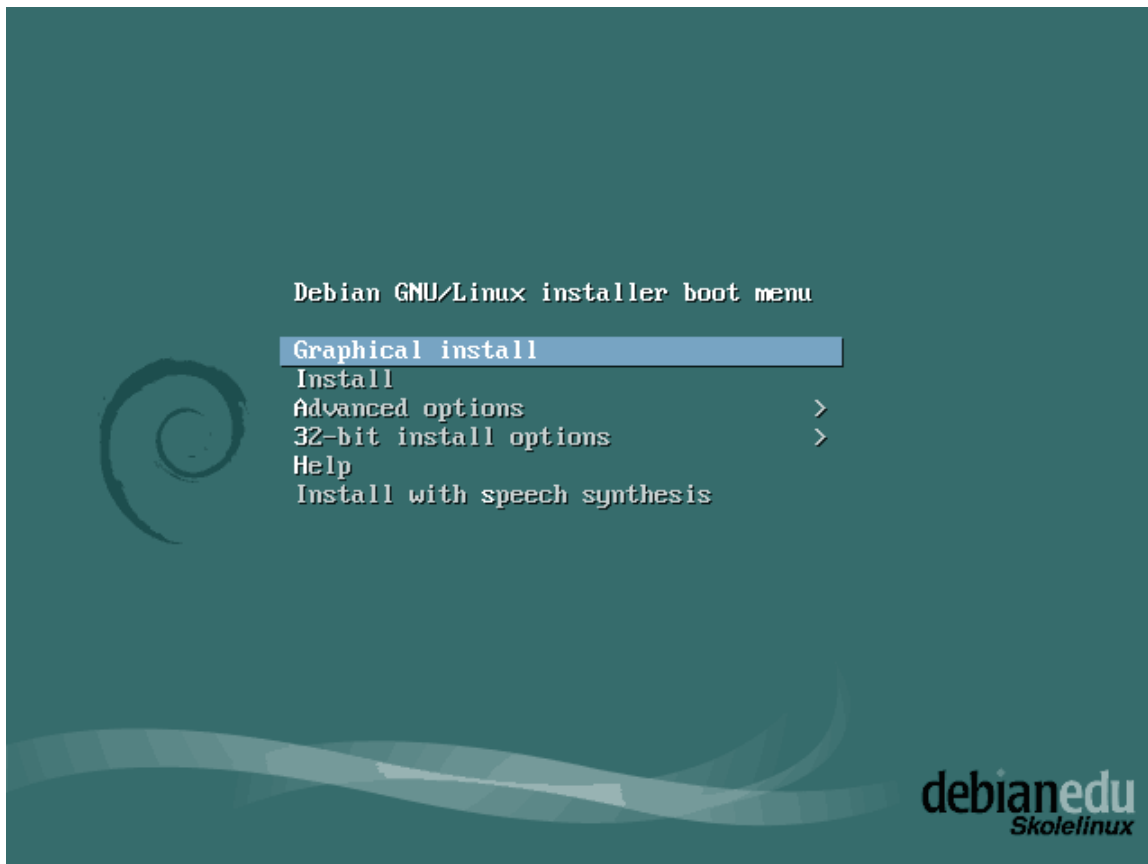 Debian GNU/Linux installer boot menu
Graphical install
Install
Advanced options >
32-bit install options >
Help
Install with speech synthesis
debianedu
Skolelinux